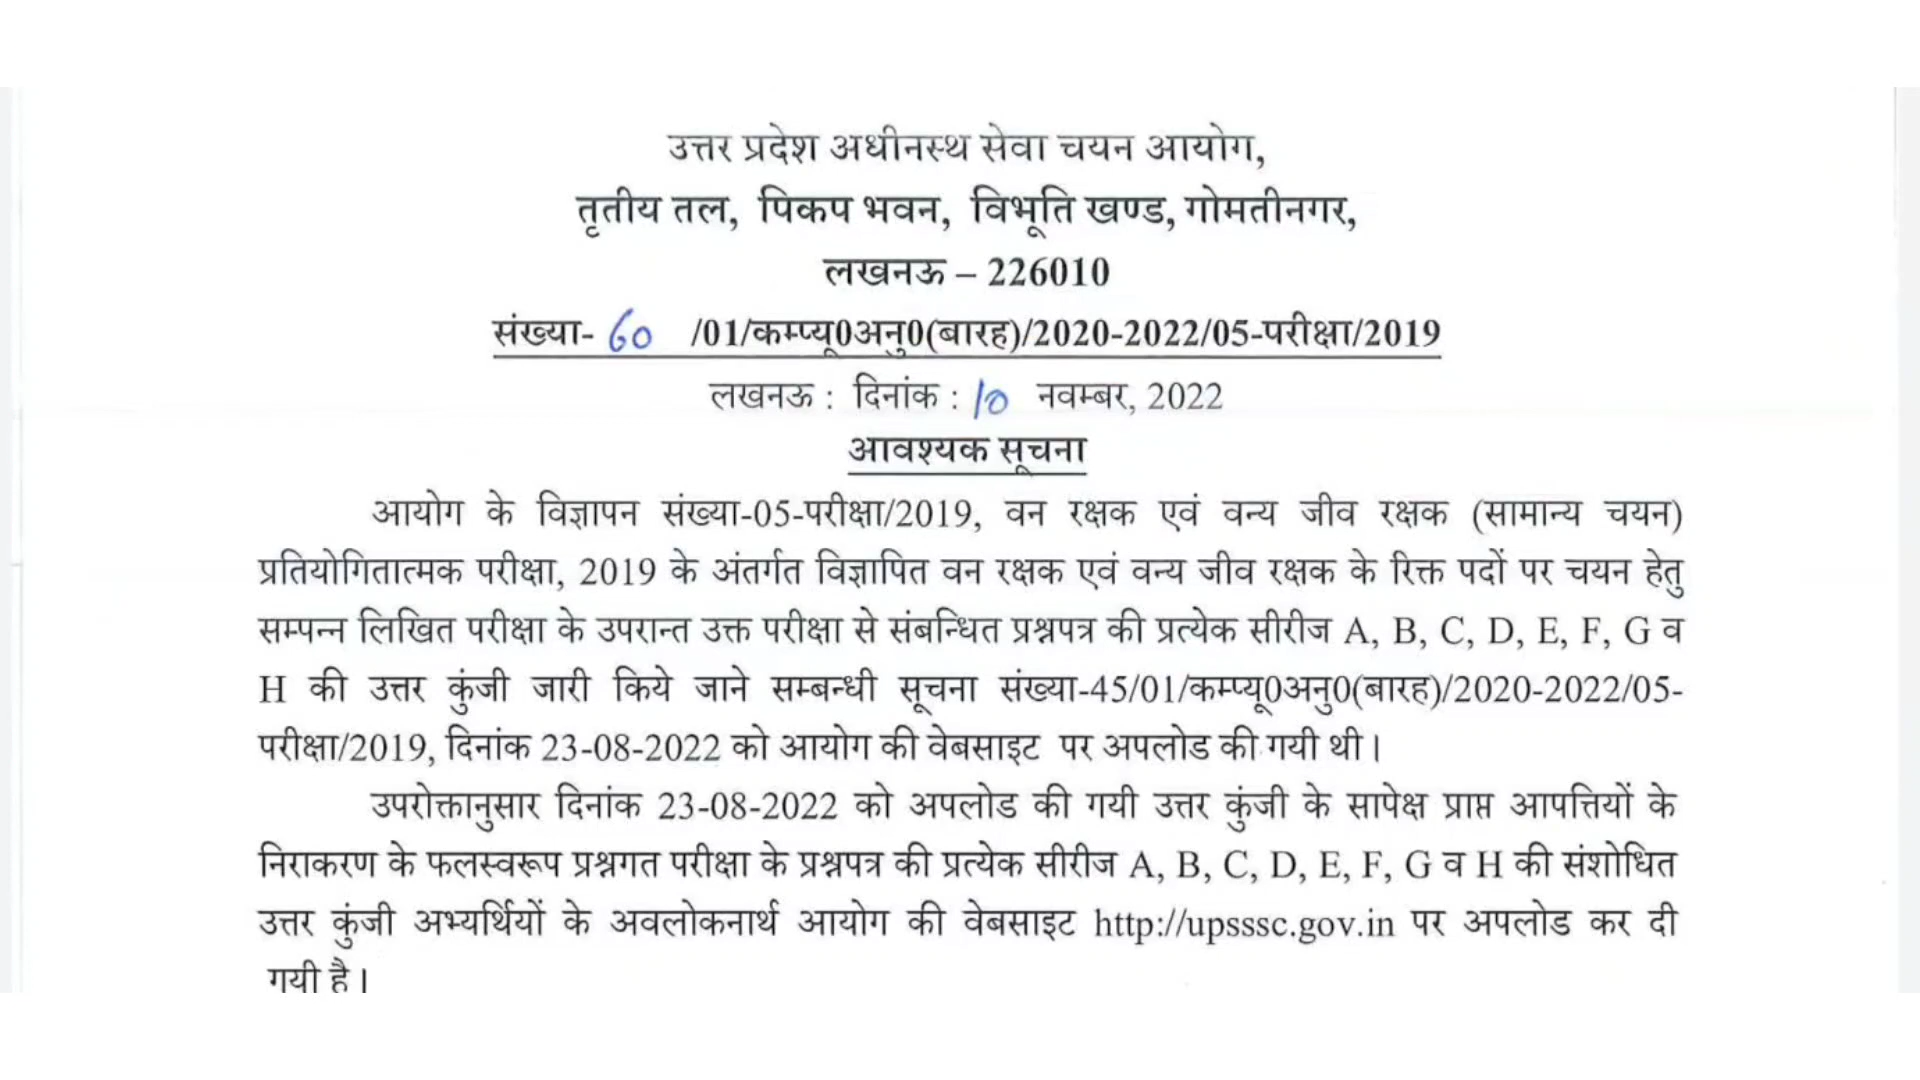 उत्तर प्रदेश अधीनस्थ सेवा चयन आयोग,
तृतीय तल, पिकप भवन, विभूति खण्ड, गोमतीनगर,
लखनऊ – 226010
संख्या- 60 /01/कम्प्यू0अनु0(बारह)/2020-2022/05-परीक्षा/2019
लखनऊ : दिनांक : 10 नवम्बर, 2022
आवश्यक सूचना
आयोग के विज्ञापन संख्या-05-परीक्षा/2019, वन रक्षक एवं वन्य जीव रक्षक (सामान्य चयन)
प्रतियोगितात्मक परीक्षा, 2019 के अंतर्गत विज्ञापित वन रक्षक एवं वन्य जीव रक्षक के रिक्त पदों पर चयन हेतु
सम्पन्न लिखित परीक्षा के उपरान्त उक्त परीक्षा से संबन्धित प्रश्नपत्र की प्रत्येक सीरीज A, B, C, D, E, F, G व
H की उत्तर कुंजी जारी किये जाने सम्बन्धी सूचना संख्या-45/01/कम्प्यू0अनु0(बारह)/2020-2022/05-
परीक्षा/2019, दिनांक 23-08-2022 को आयोग की वेबसाइट पर अपलोड की गयी थी।
उपरोक्तानुसार दिनांक 23-08-2022 को अपलोड की गयी उत्तर कुंजी के सापेक्ष प्राप्त आपत्तियों के
निराकरण के फलस्वरूप प्रश्नगत परीक्षा के प्रश्नपत्र की प्रत्येक सीरीज A, B, C, D, E, F, G व H की संशोधित
उत्तर कुंजी अभ्यर्थियों के अवलोकनार्थ आयोग की वेबसाइट http://upsssc.gov.in पर अपलोड कर दी
गयी है।